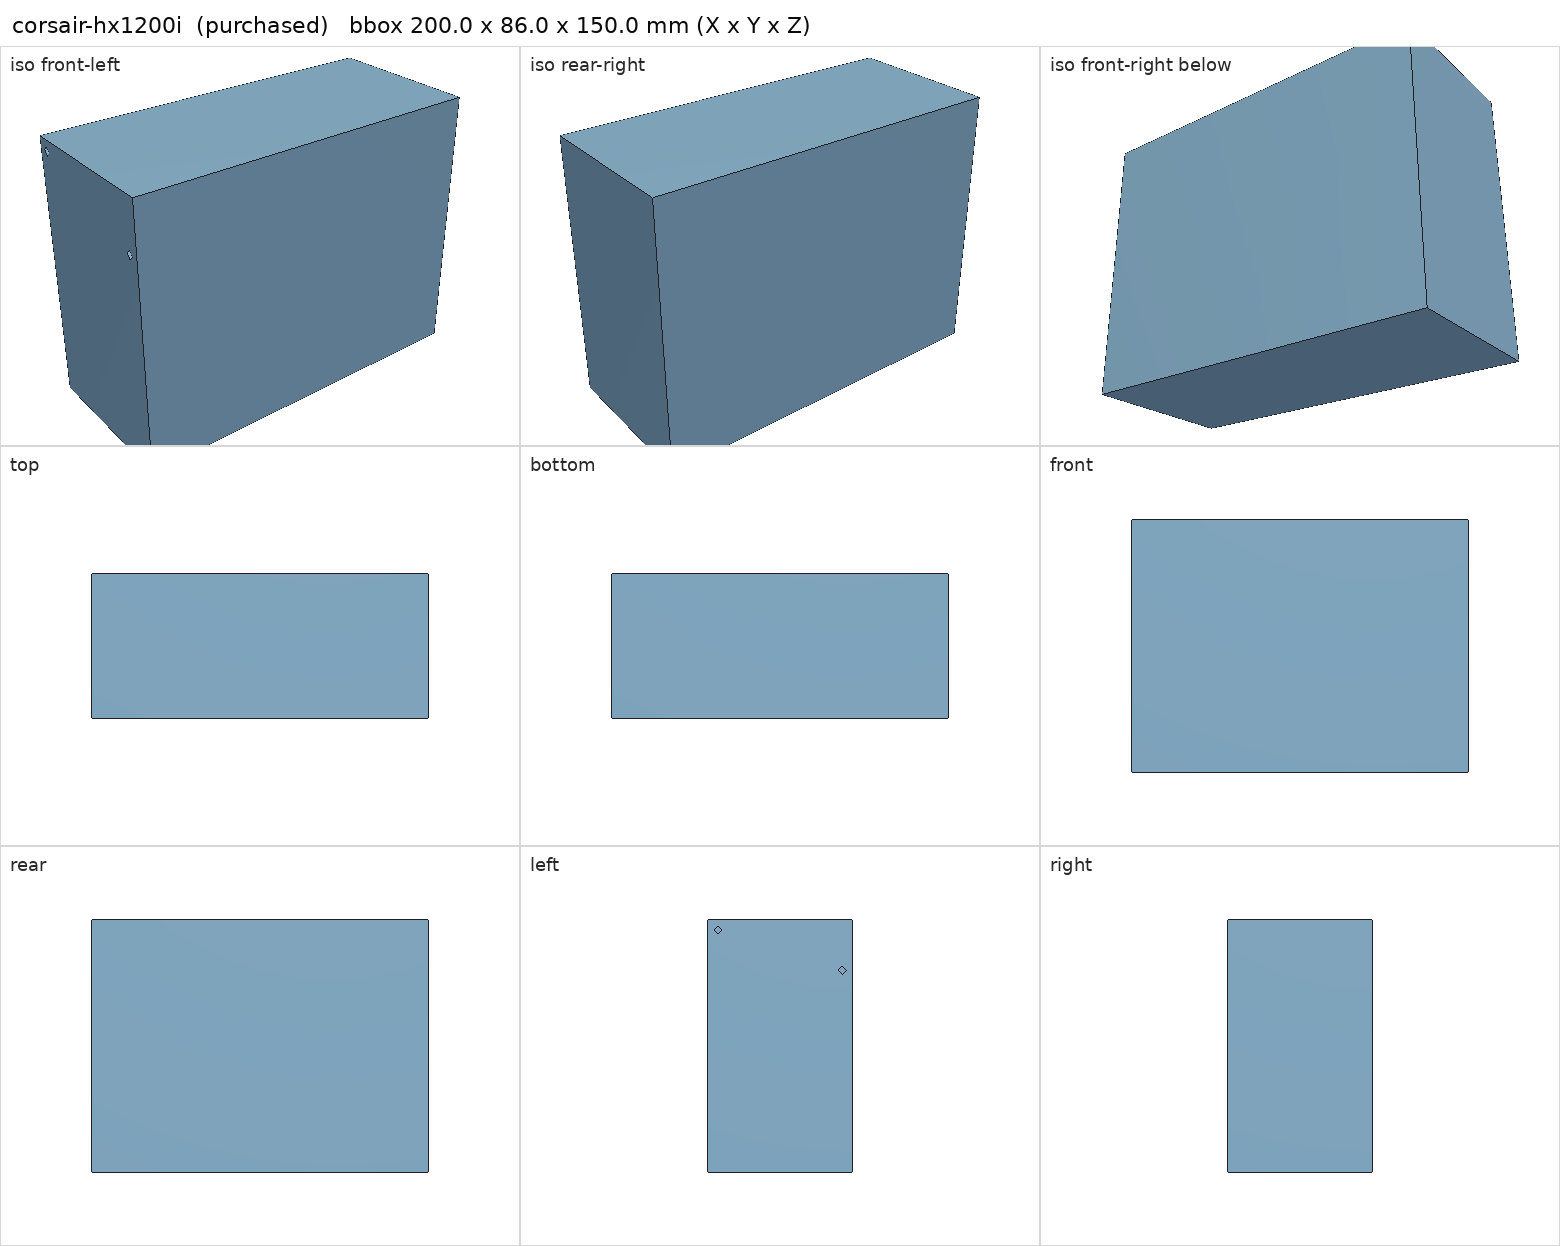 corsair-hx1200i  (purchased)   bbox 200.0 x 86.0 x 150.0 mm (X x Y x Z)
iso front-left
iso rear-right
iso front-right below
top
bottom
front
rear
left
right